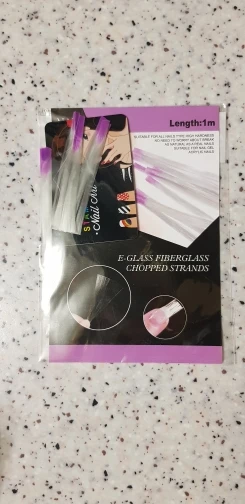 Length:1m
SUITABLE FOR ALL NAILS TYPE HIGH HARDNESS
NO NEED TO WORRY ABOUT BREAK
AS NATURAL AS A REAL NAILS
SUITABLE FOR NAIL GEL
ACRYLIC NAILS
Nail Art
E-GLASS FIBERGLASS
CHOPPED STRANDS